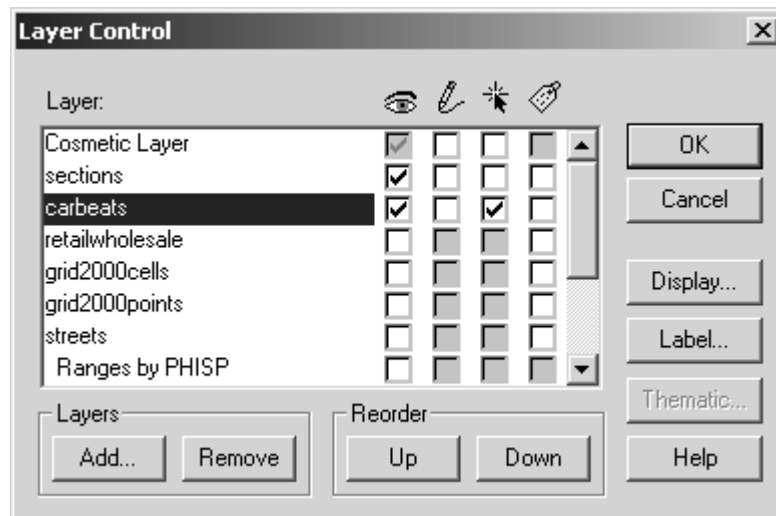 Layer Control
Layer:
Cosmetic Layer
sections
carbeats
retailwholesale
grid2000cells
grid2000points
streets
Ranges by PHISP
OK
Cancel
Display...
Label...
Thematic...
Help
Layers
Add...
Remove
Reorder
Up
Down